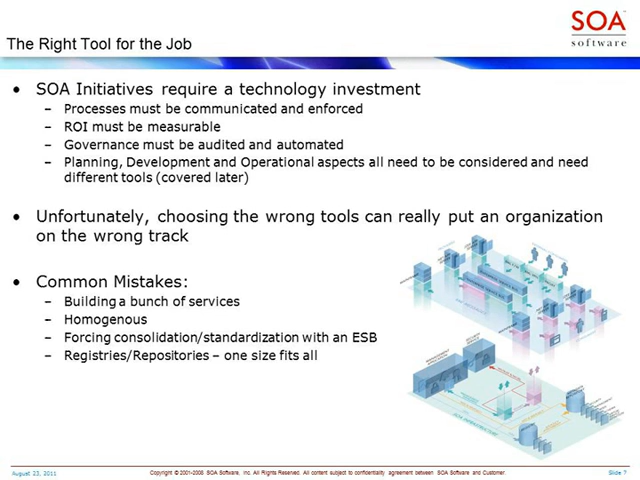 SOA™
software
The Right Tool for the Job
• SOA Initiatives require a technology investment
– Processes must be communicated and enforced
– ROI must be measurable
– Governance must be audited and automated
– Planning, Development and Operational aspects all need to be considered and need
different tools (covered later)
• Unfortunately, choosing the wrong tools can really put an organization
on the wrong track
• Common Mistakes:
– Building a bunch of services
– Homogenous
– Forcing consolidation/standardization with an ESB
– Registries/Repositories – one size fits all
August 23, 2011
Copyright © 2001-2008 SOA Software, Inc. All Rights Reserved. All content subject to confidentiality agreement between SOA Software and Customer.
Slide 7